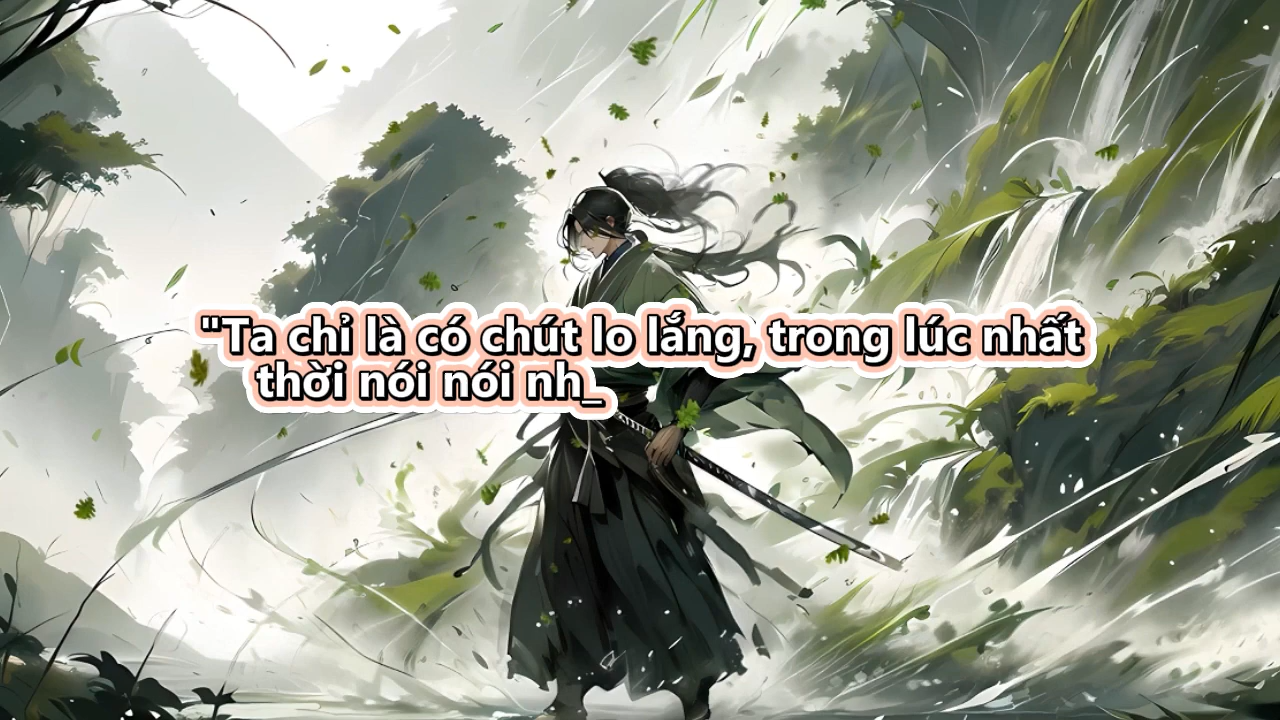 "Ta chỉ là có chút lo lắng, trong lúc nhất
thời nói nói nh_